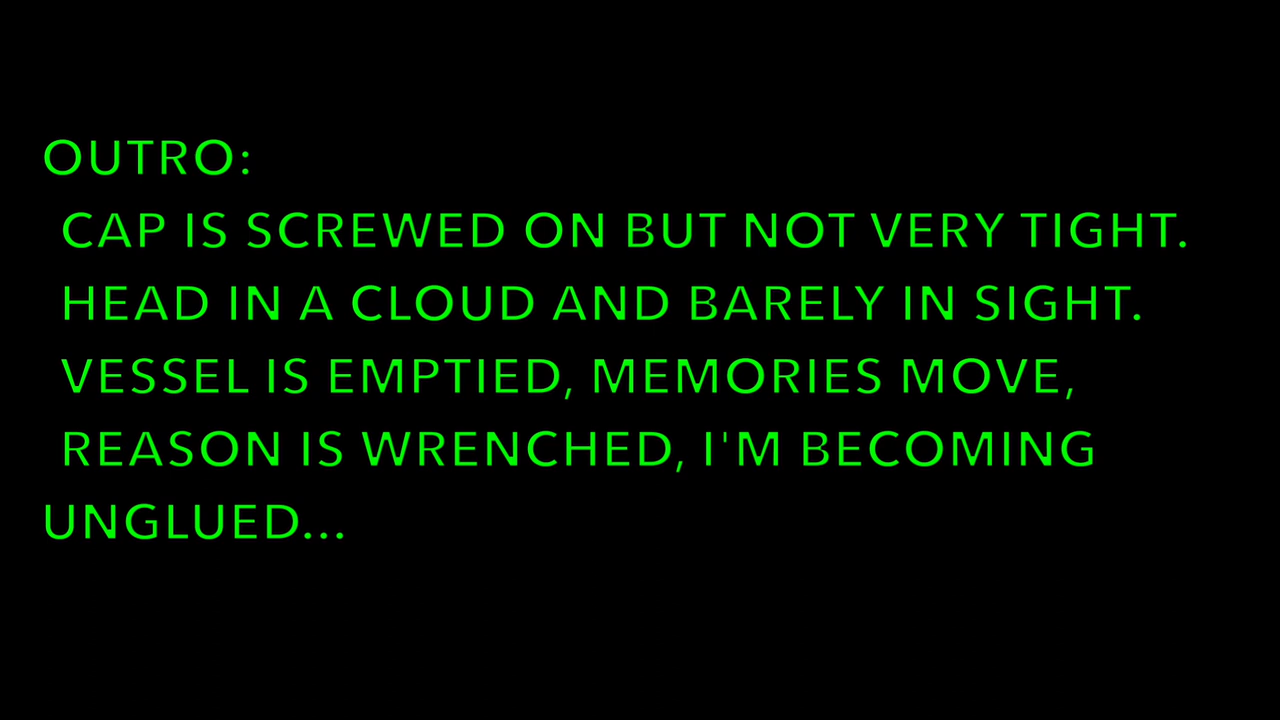 OUTRO:
CAP IS SCREWED ON BUT NOT VERY TIGHT.
HEAD IN A CLOUD AND BARELY IN SIGHT.
VESSEL IS EMPTIED, MEMORIES MOVE,
REASON IS WRENCHED, I'M BECOMING
UNGLUED...